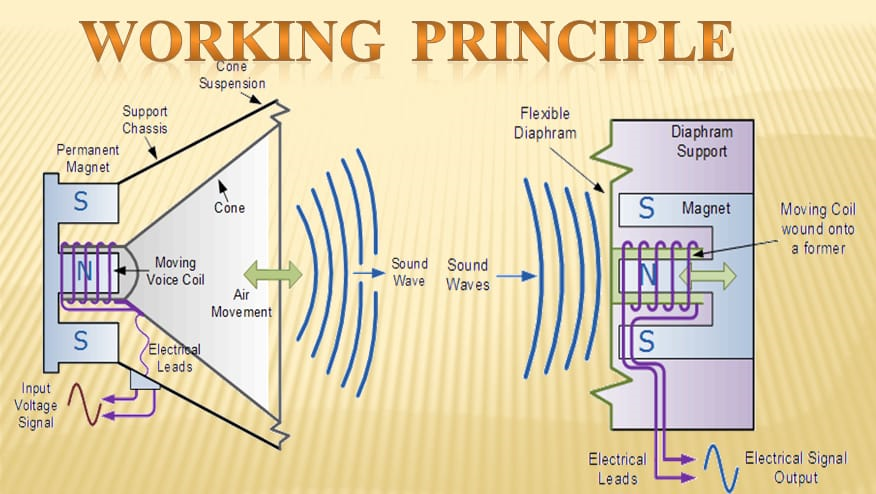 WORKING PRINCIPLE
Cone
Suspension
Support
Chassis
Permanent
Magnet
S
N
S
Cone
Moving
Voice Coil
Air
Movement
Electrical
Leads
Input
Voltage
Signal
Sound
Wave
Sound
Waves
Flexible
Diaphram
Diaphram
Support
S
Magnet
N
S
Moving Coil
wound onto
a former
Electrical
Leads
Electrical Signal
Output